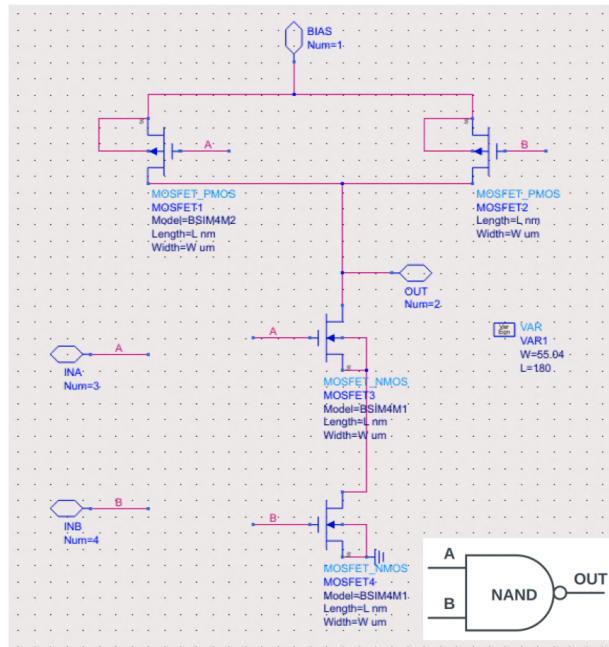 BIAS
Num=1
A
B
MOSFET_PMOS
MOSFET1
Model=BSIM4M2
Length=L nm
Width=W um
MOSFET_PMOS
MOSFET2
Length=L nm
Width=W um
OUT
Num=2
A
A
INA
Num=3
Var
Eqn
VAR
VAR1
W=55.04
L=180
MOSFET_NMOS
MOSFET3
Model=BSIM4M1
Length=L nm
Width=W um
B
B
INB
Num=4
MOSFET_NMOS
MOSFET4
Model=BSIM4M1
Length=L nm
Width=W um
A
B
NAND
OUT